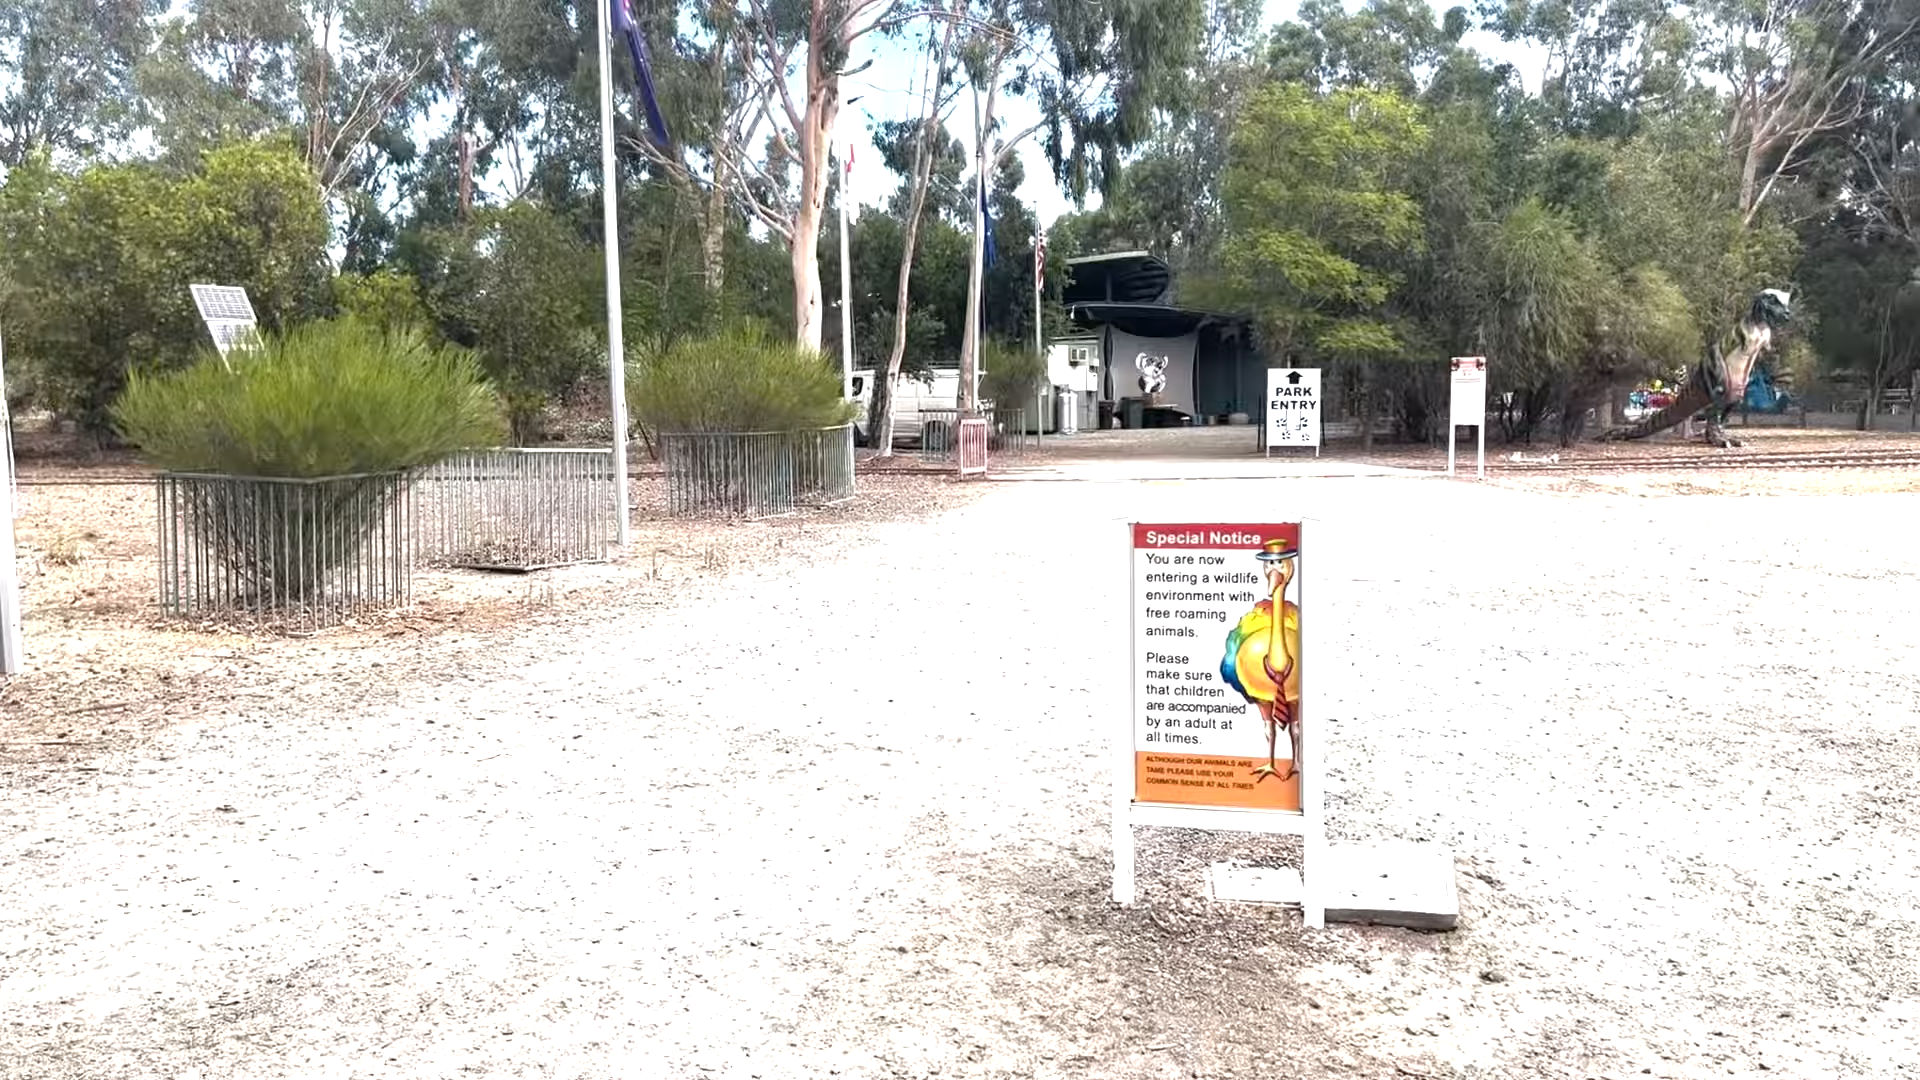 PARK
ENTRY
Special Notice
You are now
entering a wildlife
environment with
free roaming
animals.
Please
make sure
that children
are accompanied
by an adult at
all times.
ALTHOUGH OUR ANIMALS ARE
TAME PLEASE USE YOUR
COMMON SENSE AT ALL TIMES